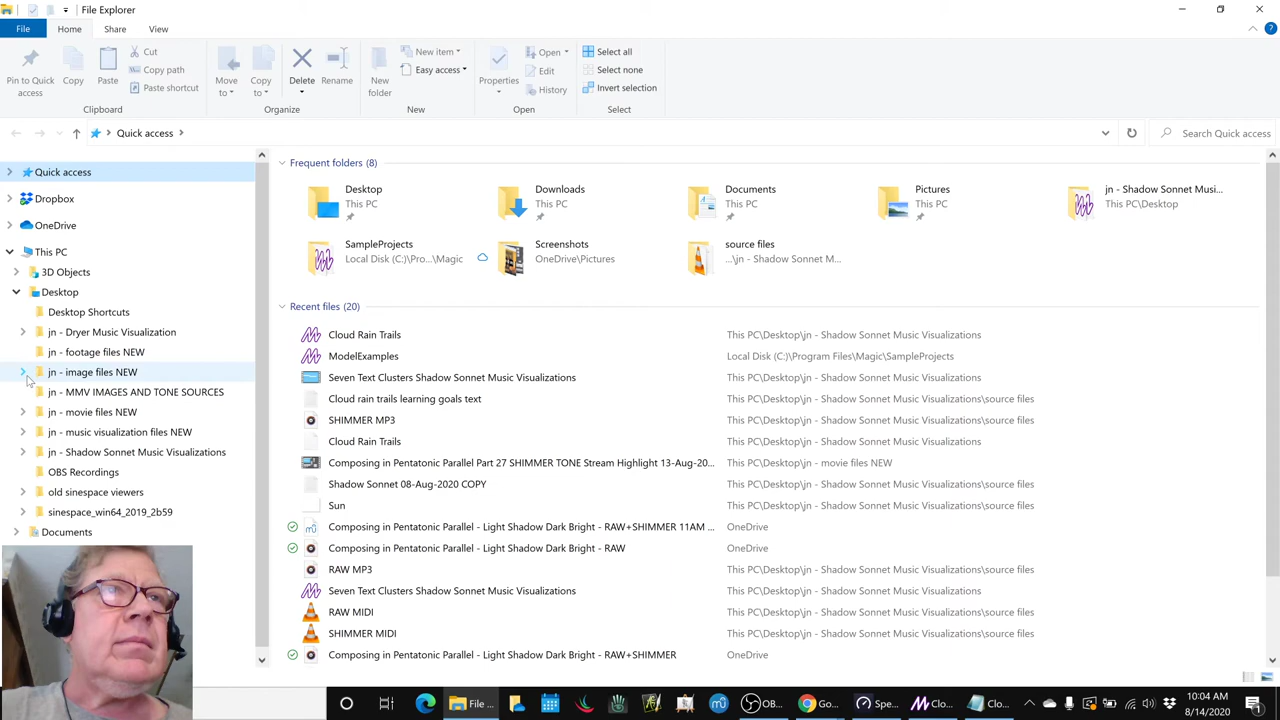 File Explorer
File
Home
Share
View
Pin to Quick access
Copy
Paste
Cut
Copy path
Paste shortcut
Clipboard
Move to
Copy to
Delete
Rename
Organize
New folder
New item
Easy access
New
Properties
Open
Edit
History
Open
Select all
Select none
Invert selection
Select
Quick access
Search Quick access
Quick access
Dropbox
OneDrive
This PC
3D Objects
Desktop
Desktop Shortcuts
jn - Dryer Music Visualization
jn - footage files NEW
jn - image files NEW
jn - MMV IMAGES AND TONE SOURCES
jn - movie files NEW
jn - music visualization files NEW
jn - Shadow Sonnet Music Visualizations
OBS Recordings
old sinespace viewers
sinespace_win64_2019_2b59
Documents
Frequent folders (8)
Desktop
This PC
Downloads
This PC
Documents
This PC
Pictures
This PC
jn - Shadow Sonnet Musi...
This PC\Desktop
SampleProjects
Local Disk (C:)\Pro...\Magic
Screenshots
OneDrive\Pictures
source files
...\jn - Shadow Sonnet M...
Recent files (20)
Cloud Rain Trails This PC\Desktop\jn - Shadow Sonnet Music Visualizations
ModelExamples Local Disk (C:)\Program Files\Magic\SampleProjects
Seven Text Clusters Shadow Sonnet Music Visualizations This PC\Desktop\jn - Shadow Sonnet Music Visualizations
Cloud rain trails learning goals text This PC\Desktop\jn - Shadow Sonnet Music Visualizations\source files
SHIMMER MP3 This PC\Desktop\jn - Shadow Sonnet Music Visualizations\source files
Cloud Rain Trails This PC\Desktop\jn - Shadow Sonnet Music Visualizations
Composing in Pentatonic Parallel Part 27 SHIMMER TONE Stream Highlight 13-Aug-20... This PC\Desktop\jn - movie files NEW
Shadow Sonnet 08-Aug-2020 COPY This PC\Desktop\jn - Shadow Sonnet Music Visualizations\source files
Sun This PC\Desktop\jn - Shadow Sonnet Music Visualizations\source files
Composing in Pentatonic Parallel - Light Shadow Dark Bright - RAW+SHIMMER 11AM ... OneDrive
Composing in Pentatonic Parallel - Light Shadow Dark Bright - RAW OneDrive
RAW MP3 This PC\Desktop\jn - Shadow Sonnet Music Visualizations\source files
Seven Text Clusters Shadow Sonnet Music Visualizations This PC\Desktop\jn - Shadow Sonnet Music Visualizations
RAW MIDI This PC\Desktop\jn - Shadow Sonnet Music Visualizations\source files
SHIMMER MIDI This PC\Desktop\jn - Shadow Sonnet Music Visualizations\source files
Composing in Pentatonic Parallel - Light Shadow Dark Bright - RAW+SHIMMER OneDrive
File ...
OB...
Go...
Spe...
Clo...
Clo...
10:04 AM
8/14/2020